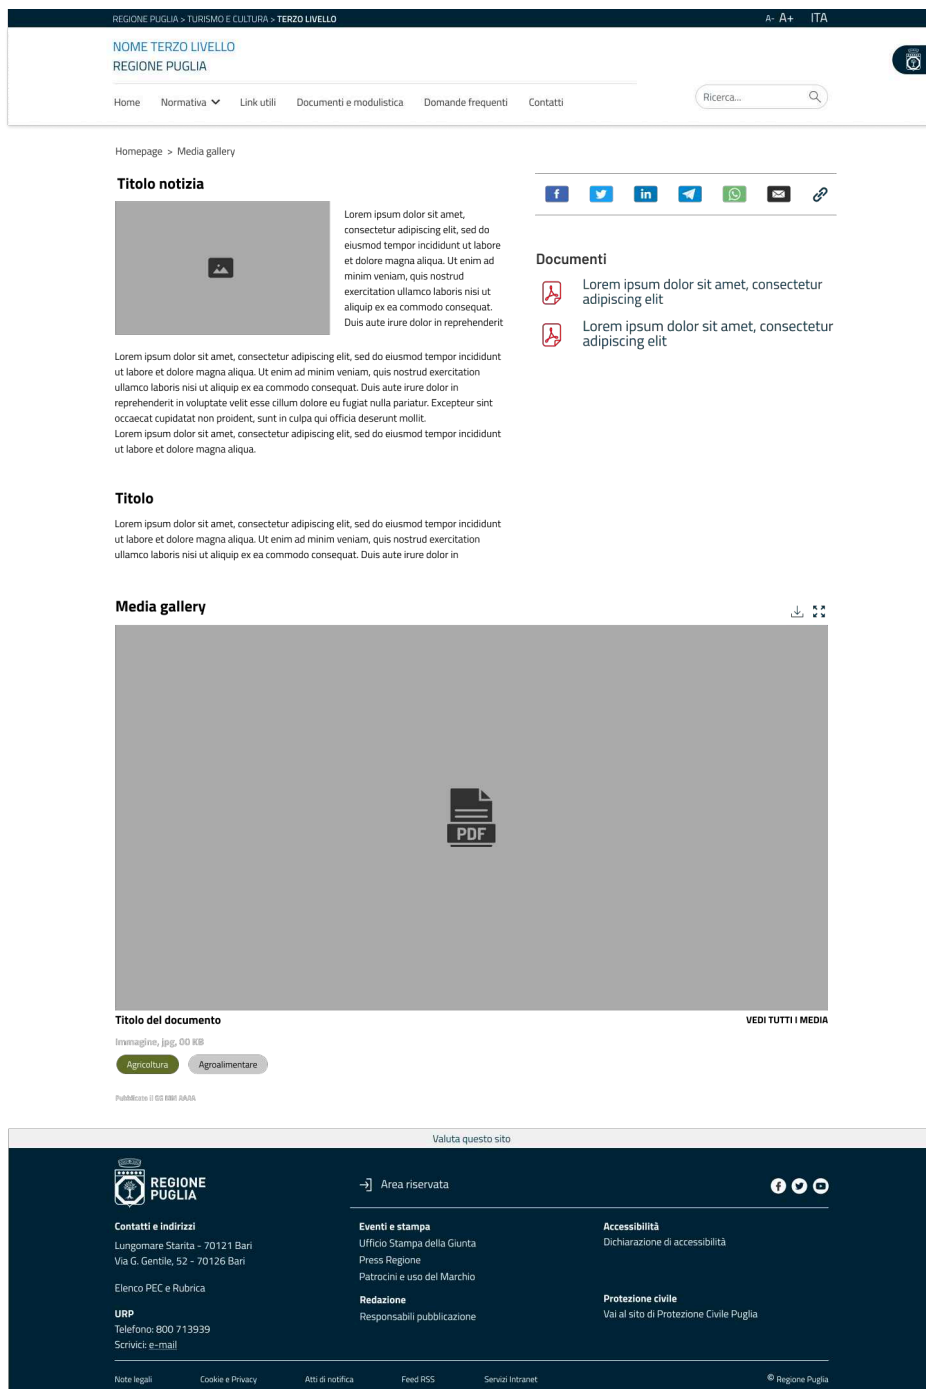 REGIONE PUGLIA > TURISMO E CULTURA > TERZO LIVELLO
A- A+ ITA
NOME TERZO LIVELLO
REGIONE PUGLIA
Home Normativa Link utili Documenti e modulistica Domande frequenti Contatti
Ricerca...
Homepage > Media gallery
Titolo notizia
Lorem ipsum dolor sit amet,
consectetur adipiscing elit, sed do
eiusmod tempor incididunt ut labore
et dolore magna aliqua. Ut enim ad
minim veniam, quis nostrud
exercitation ullamco laboris nisi ut
aliquip ex ea commodo consequat.
Duis aute irure dolor in reprehenderit
Lorem ipsum dolor sit amet, consectetur adipiscing elit, sed do eiusmod tempor incididunt
ut labore et dolore magna aliqua. Ut enim ad minim veniam, quis nostrud exercitation
ullamco laboris nisi ut aliquip ex ea commodo consequat. Duis aute irure dolor in
reprehenderit in voluptate velit esse cillum dolore eu fugiat nulla pariatur. Excepteur sint
occaecat cupidatat non proident, sunt in culpa qui officia deserunt mollit.
Lorem ipsum dolor sit amet, consectetur adipiscing elit, sed do eiusmod tempor incididunt
ut labore et dolore magna aliqua.
Documenti
Lorem ipsum dolor sit amet, consectetur
adipiscing elit
Lorem ipsum dolor sit amet, consectetur
adipiscing elit
Titolo
Lorem ipsum dolor sit amet, consectetur adipiscing elit, sed do eiusmod tempor incididunt
ut labore et dolore magna aliqua. Ut enim ad minim veniam, quis nostrud exercitation
ullamco laboris nisi ut aliquip ex ea commodo consequat. Duis aute irure dolor in
Media gallery
PDF
Titolo del documento
VEDI TUTTI I MEDIA
Immagine, jpg, 00 KB
Agricoltura Agroalimentare
Pubblicato il GG MM AAAA
Valuta questo sito
REGIONE
PUGLIA
Area riservata
Contatti e indirizzi
Lungomare Starita - 70121 Bari
Via G. Gentile, 52 - 70126 Bari
Elenco PEC e Rubrica
URP
Telefono: 800 713939
Scrivici: e-mail
Eventi e stampa
Ufficio Stampa della Giunta
Press Regione
Patrocini e uso del Marchio
Redazione
Responsabili pubblicazione
Accessibilità
Dichiarazione di accessibilità
Protezione civile
Vai al sito di Protezione Civile Puglia
Note legali Cookie e Privacy Atti di notifica Feed RSS Servizi Intranet © Regione Puglia